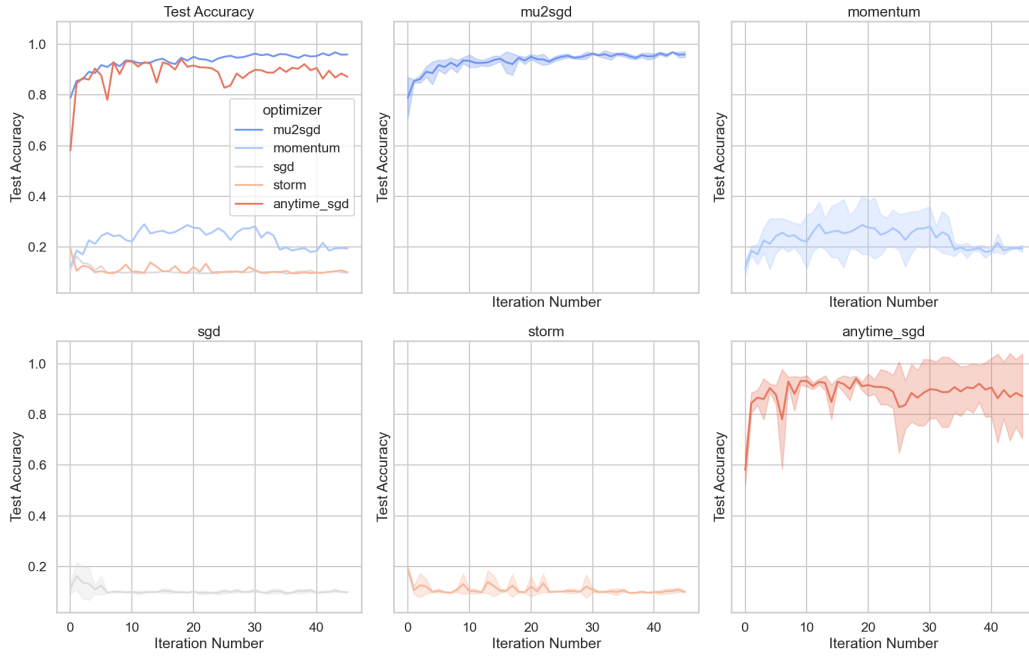 Test Accuracy
Test Accuracy
1.0
0.8
0.6
0.4
0.2
optimizer
mu2sgd
momentum
sgd
storm
anytime_sgd
mu2sgd
Test Accuracy
Iteration Number
momentum
Test Accuracy
Iteration Number
sgd
Test Accuracy
1.0
0.8
0.6
0.4
0.2
0
10
20
30
40
Iteration Number
storm
Test Accuracy
0
10
20
30
40
Iteration Number
anytime_sgd
Test Accuracy
0
10
20
30
40
Iteration Number